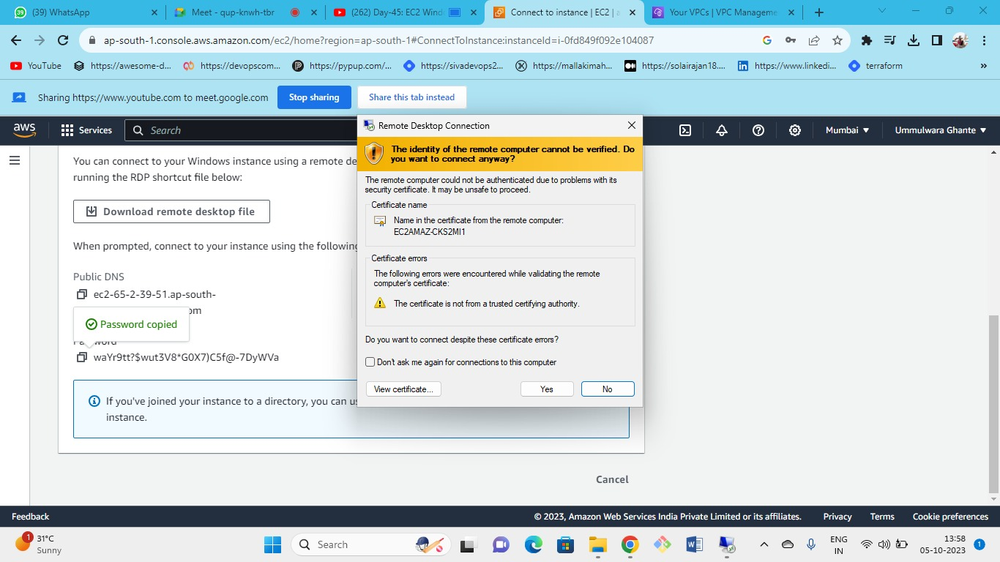 (39) WhatsApp
Meet - qup-knwh-tbr
(262) Day-45: EC2 Wind
Connect to instance | EC2 | a
Your VPCs | VPC Manageme
ap-south-1.console.aws.amazon.com/ec2/home?region=ap-south-1#ConnectToInstance:instanceId=i-0fd849f092e104087
YouTube
https://awesome-d...
https://devopscom...
https://pypup.com/...
https://sivadevops2...
https://mallakimah...
https://solairajan18....
https://www.linkedi...
terraform
Sharing https://www.youtube.com to meet.google.com
Stop sharing
Share this tab instead
aws
Services
Search
Mumbai
Ummulwara Ghante
You can connect to your Windows instance using a remote de
running the RDP shortcut file below:
Download remote desktop file
When prompted, connect to your instance using the following
Public DNS
ec2-65-2-39-51.ap-south-
om
Password copied
Password
waYr9tt?$wut3V8*G0X7)C5f@-7DyWVa
If you've joined your instance to a directory, you can us
instance.
Cancel
Remote Desktop Connection
The identity of the remote computer cannot be verified. Do
you want to connect anyway?
The remote computer could not be authenticated due to problems with its
security certificate. It may be unsafe to proceed.
Certificate name
Name in the certificate from the remote computer:
EC2AMAZ-CKS2MI1
Certificate errors
The following errors were encountered while validating the remote
computer's certificate:
The certificate is not from a trusted certifying authority.
Do you want to connect despite these certificate errors?
Don't ask me again for connections to this computer
View certificate...
Yes
No
Feedback
© 2023, Amazon Web Services India Private Limited or its affiliates.
Privacy
Terms
Cookie preferences
1
31°C
Sunny
Search
ENG
IN
13:58
05-10-2023
1